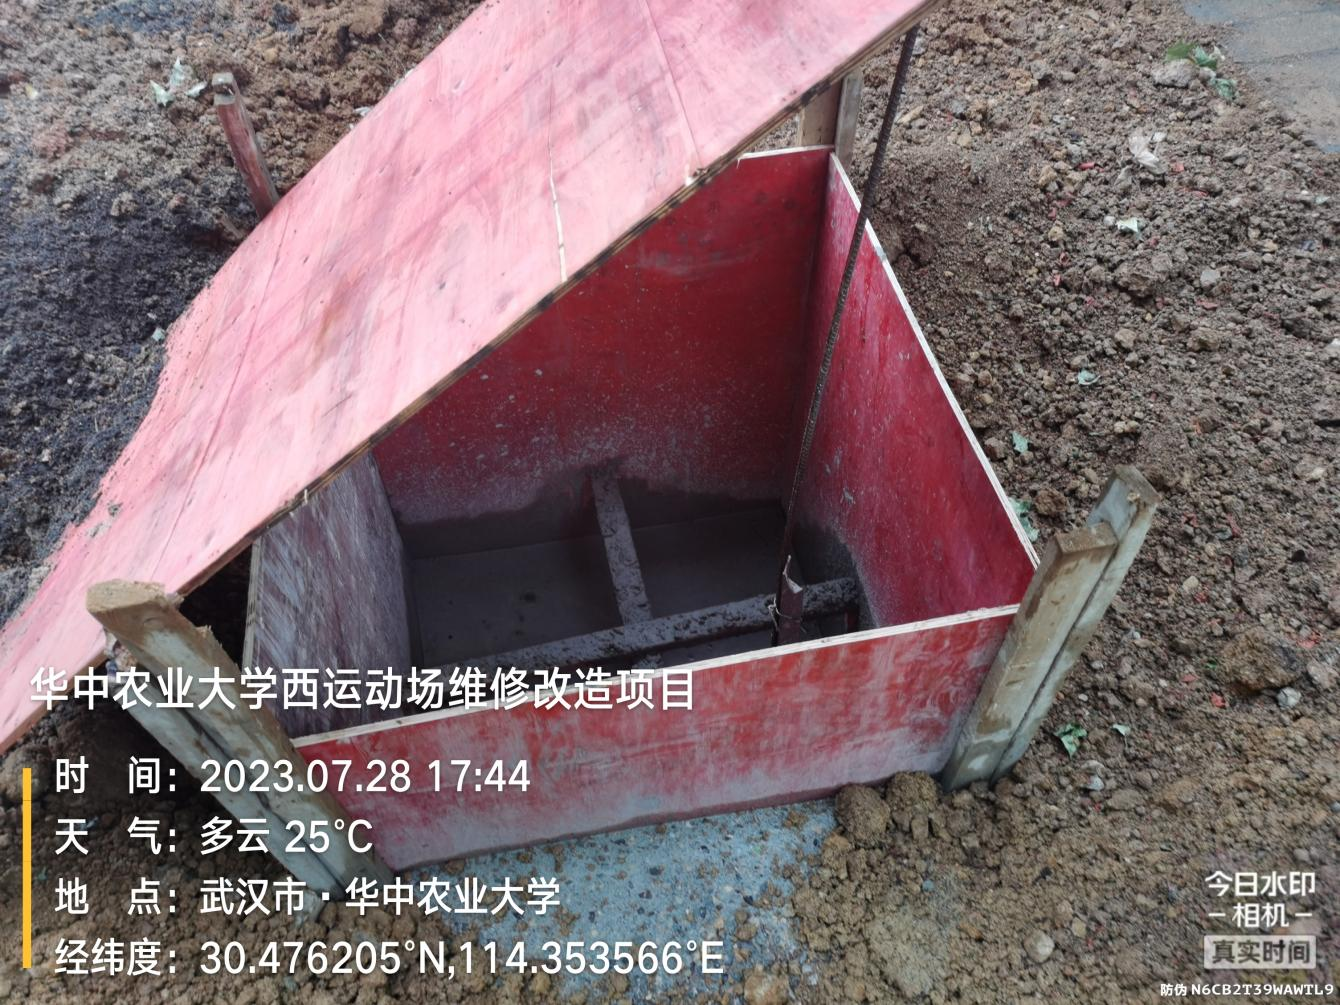 华中农业大学西运动场维修改造项目
时 间：2023.07.28 17:44
天 气：多云 25°C
地 点：武汉市·华中农业大学
经纬度：30.476205°N,114.353566°E
今日水印
-相机-
真实时间
防伪 N6CB2T39WAWTL9